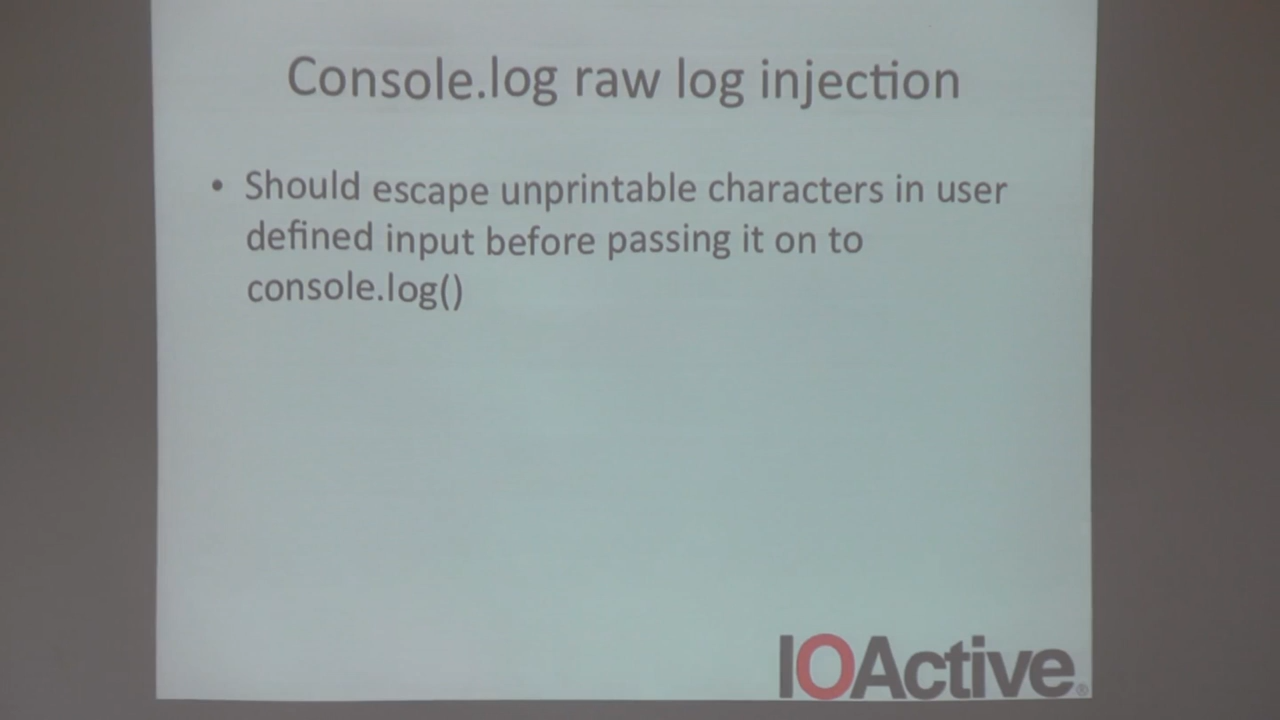 Console.log raw log injection
• Should escape unprintable characters in user
defined input before passing it on to
console.log()
IOActive®